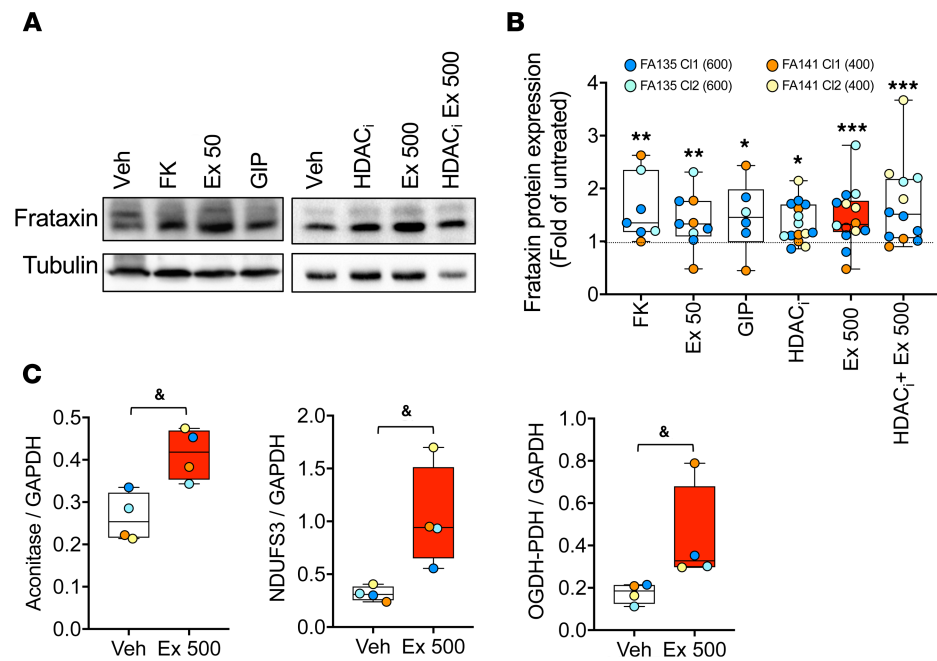 A
Veh
FK
Ex 50
GIP
Veh
HDACi
Ex 500
HDACi Ex 500
Frataxin
Tubulin
B
FA135 Cl1 (600)
FA141 Cl1 (400)
FA135 Cl2 (600)
FA141 Cl2 (400)
Frataxin protein expression
(Fold of untreated)
4
3
2
1
0
**
**
*
*
***
***
FK
Ex 50
GIP
HDACi
Ex 500
HDACi+ Ex 500
C
Aconitase / GAPDH
0.5
0.4
0.3
0.2
0.1
0.0
&
Veh
Ex 500
NDUFS3 / GAPDH
2.0
1.5
1.0
0.5
0.0
&
Veh
Ex 500
OGDH-PDH / GAPDH
1.0
0.8
0.6
0.4
0.2
0.0
&
Veh
Ex 500